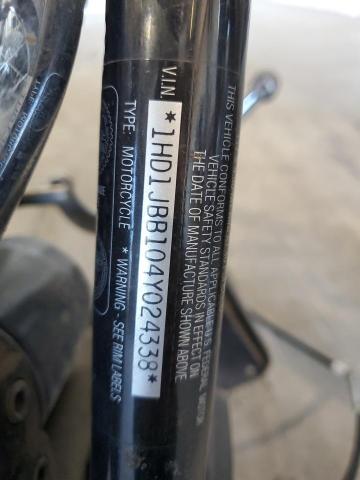 THIS VEHICLE CONFORMS TO ALL APPLICABLE U.S. FEDERAL MOTOR
VEHICLE SAFETY STANDARDS IN EFFECT ON
THE DATE OF MANUFACTURE SHOWN ABOVE
V.I.N. *1HD1JBB104Y024338*
TYPE: MOTORCYCLE * WARNING - SEE RIM LABELS